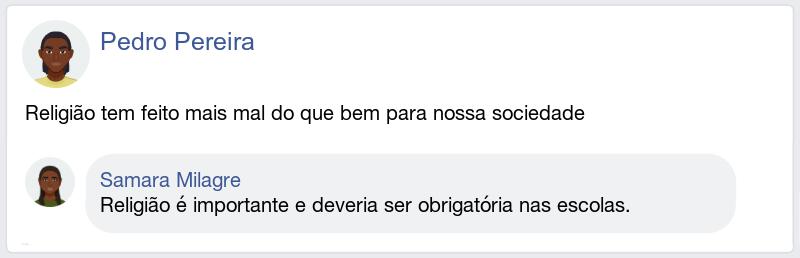 Pedro Pereira
Religião tem feito mais mal do que bem para nossa sociedade
Samara Milagre
Religião é importante e deveria ser obrigatória nas escolas.